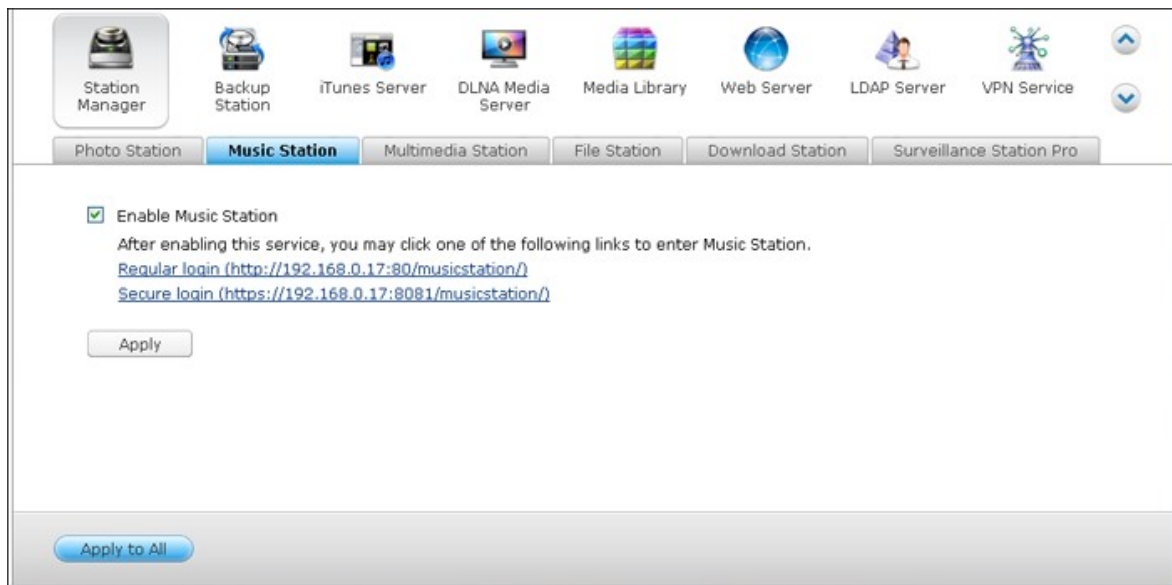 Station Manager
Backup Station
iTunes Server
DLNA Media Server
Media Library
Web Server
LDAP Server
VPN Service
Photo Station
Music Station
Multimedia Station
File Station
Download Station
Surveillance Station Pro
Enable Music Station
After enabling this service, you may click one of the following links to enter Music Station.
Regular login (http://192.168.0.17:80/musicstation/)
Secure login (https://192.168.0.17:8081/musicstation/)
Apply
Apply to All